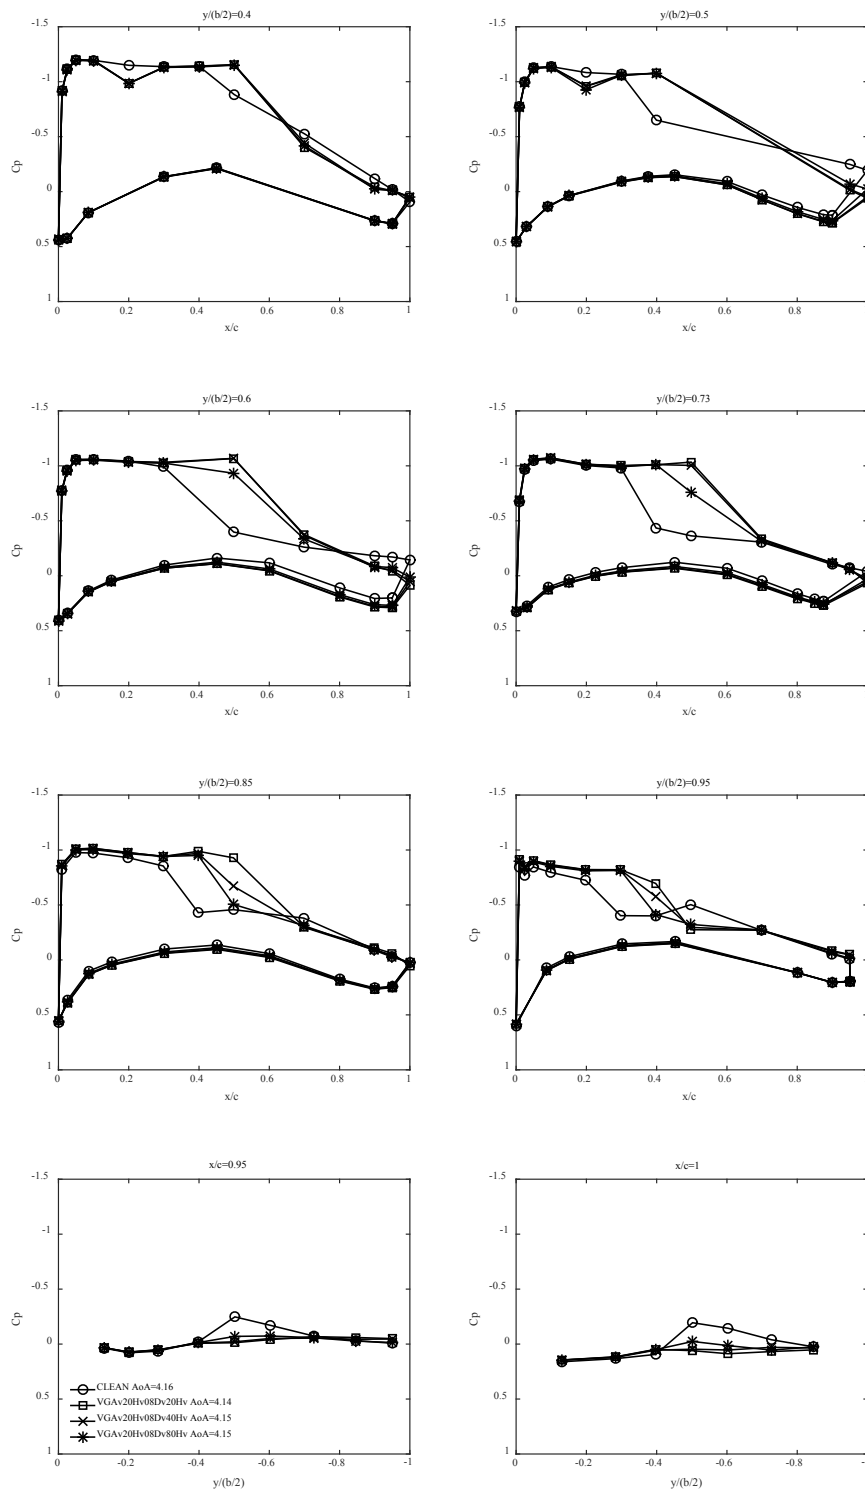 y/(b/2)=0.4
-1.5
-1
-0.5
0
0.5
1
Cp
0 0.2 0.4 0.6 0.8 1
x/c
y/(b/2)=0.5
-1.5
-1
-0.5
0
0.5
1
Cp
0 0.2 0.4 0.6 0.8
x/c
y/(b/2)=0.6
-1.5
-1
-0.5
0
0.5
1
Cp
0 0.2 0.4 0.6 0.8 1
x/c
y/(b/2)=0.73
-1.5
-1
-0.5
0
0.5
1
Cp
0 0.2 0.4 0.6 0.8
x/c
y/(b/2)=0.85
-1.5
-1
-0.5
0
0.5
1
Cp
0 0.2 0.4 0.6 0.8 1
x/c
y/(b/2)=0.95
-1.5
-1
-0.5
0
0.5
1
Cp
0 0.2 0.4 0.6 0.8
x/c
x/c=0.95
-1.5
-1
-0.5
0
0.5
1
Cp
CLEAN AoA=4.16
VGAv20Hv08Dv20Hv AoA=4.14
VGAv20Hv08Dv40Hv AoA=4.15
VGAv20Hv08Dv80Hv AoA=4.15
0 -0.2 -0.4 -0.6 -0.8 -1
y/(b/2)
x/c=1
-1.5
-1
-0.5
0
0.5
1
Cp
0 -0.2 -0.4 -0.6 -0.8
y/(b/2)